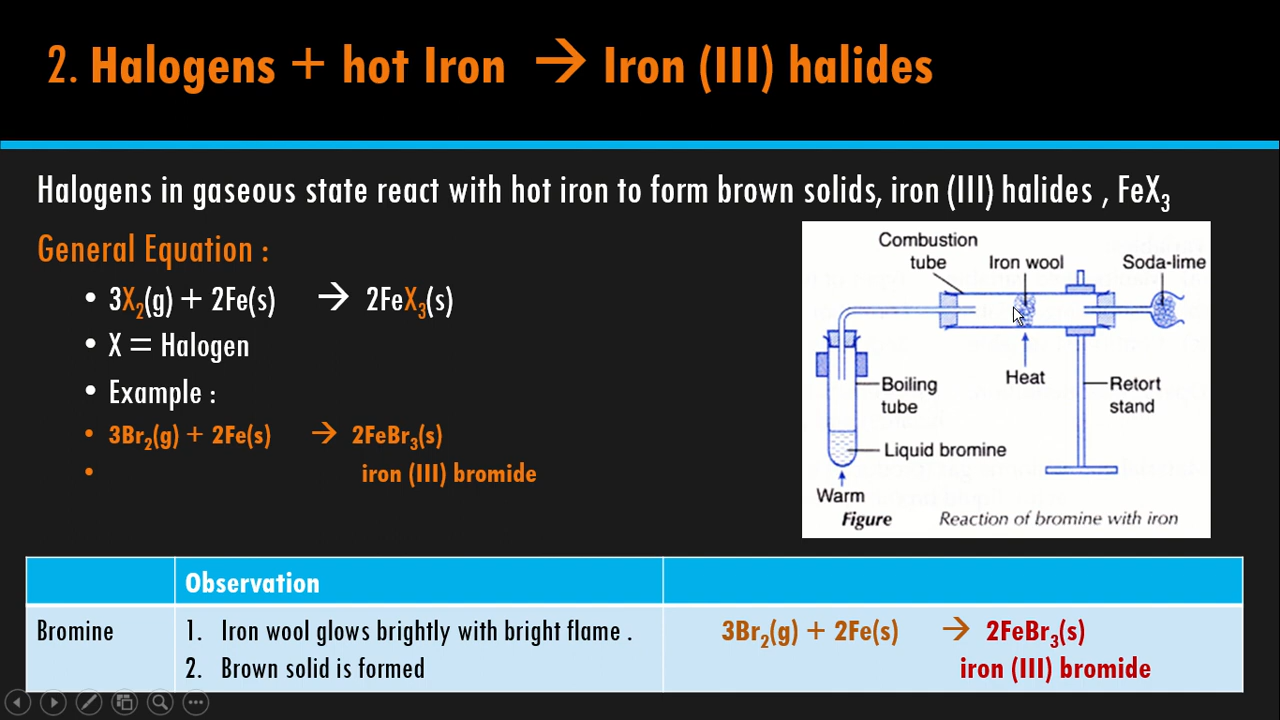 2. Halogens + hot Iron → Iron (III) halides
Halogens in gaseous state react with hot iron to form brown solids, iron (III) halides , FeX₃
General Equation :
• 3X₂(g) + 2Fe(s) → 2FeX₃(s)
• X = Halogen
• Example :
• 3Br₂(g) + 2Fe(s) → 2FeBr₃(s)
• iron (III) bromide
Combustion
tube
Iron wool
Soda-lime
Heat
Boiling
tube
Retort
stand
Liquid bromine
Warm
Figure Reaction of bromine with iron
Observation
Bromine
1. Iron wool glows brightly with bright flame .
2. Brown solid is formed
3Br₂(g) + 2Fe(s) → 2FeBr₃(s)
iron (III) bromide